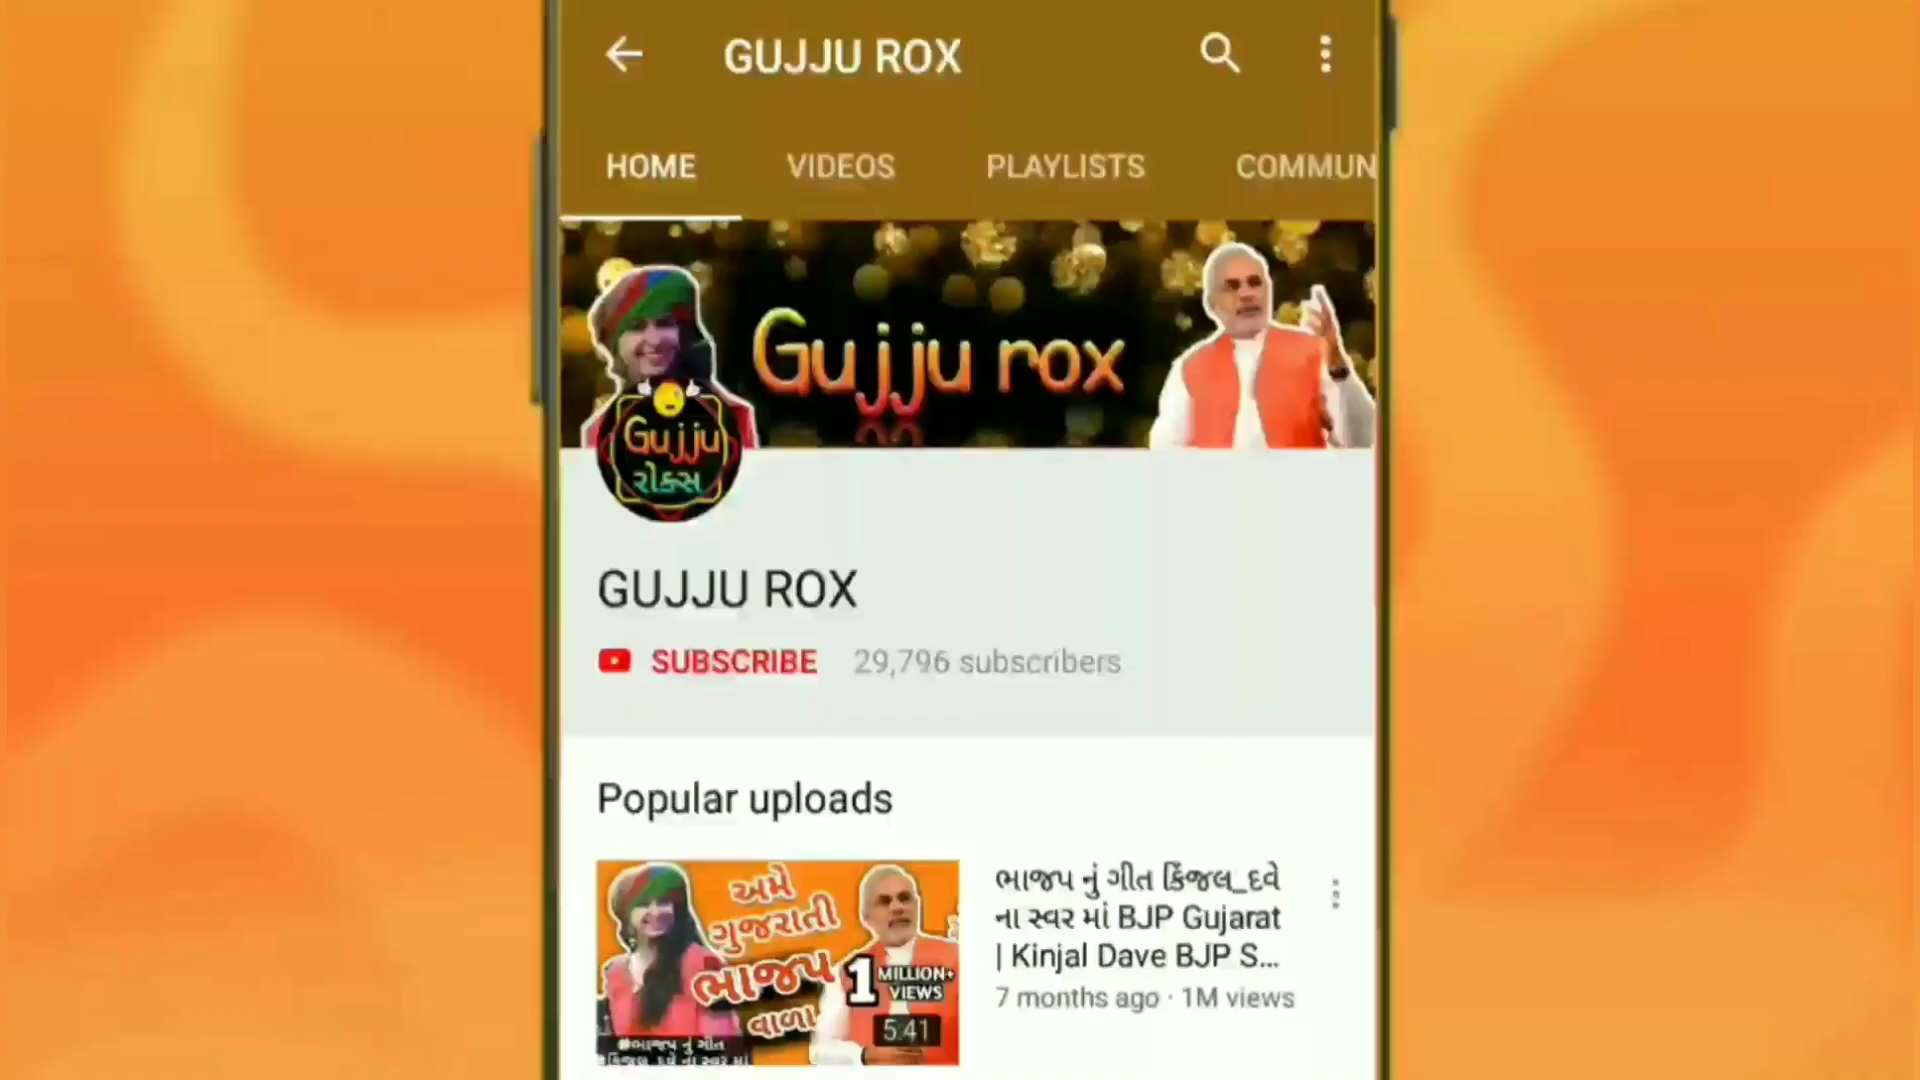 GUJJU ROX
HOME VIDEOS PLAYLISTS COMMUN
Gujju rox
Gujju
રોક્સ
GUJJU ROX
SUBSCRIBE 29,796 subscribers
Popular uploads
અમે
ગુજરાતી
ભાજપ
વાળા
1 MILLION+
VIEWS
5:41
#ભાજપ નું ગીત
ભાજપ નું ગીત કિંજલ_દવે
ના સ્વર માં BJP Gujarat
| Kinjal Dave BJP S...
7 months ago · 1M views